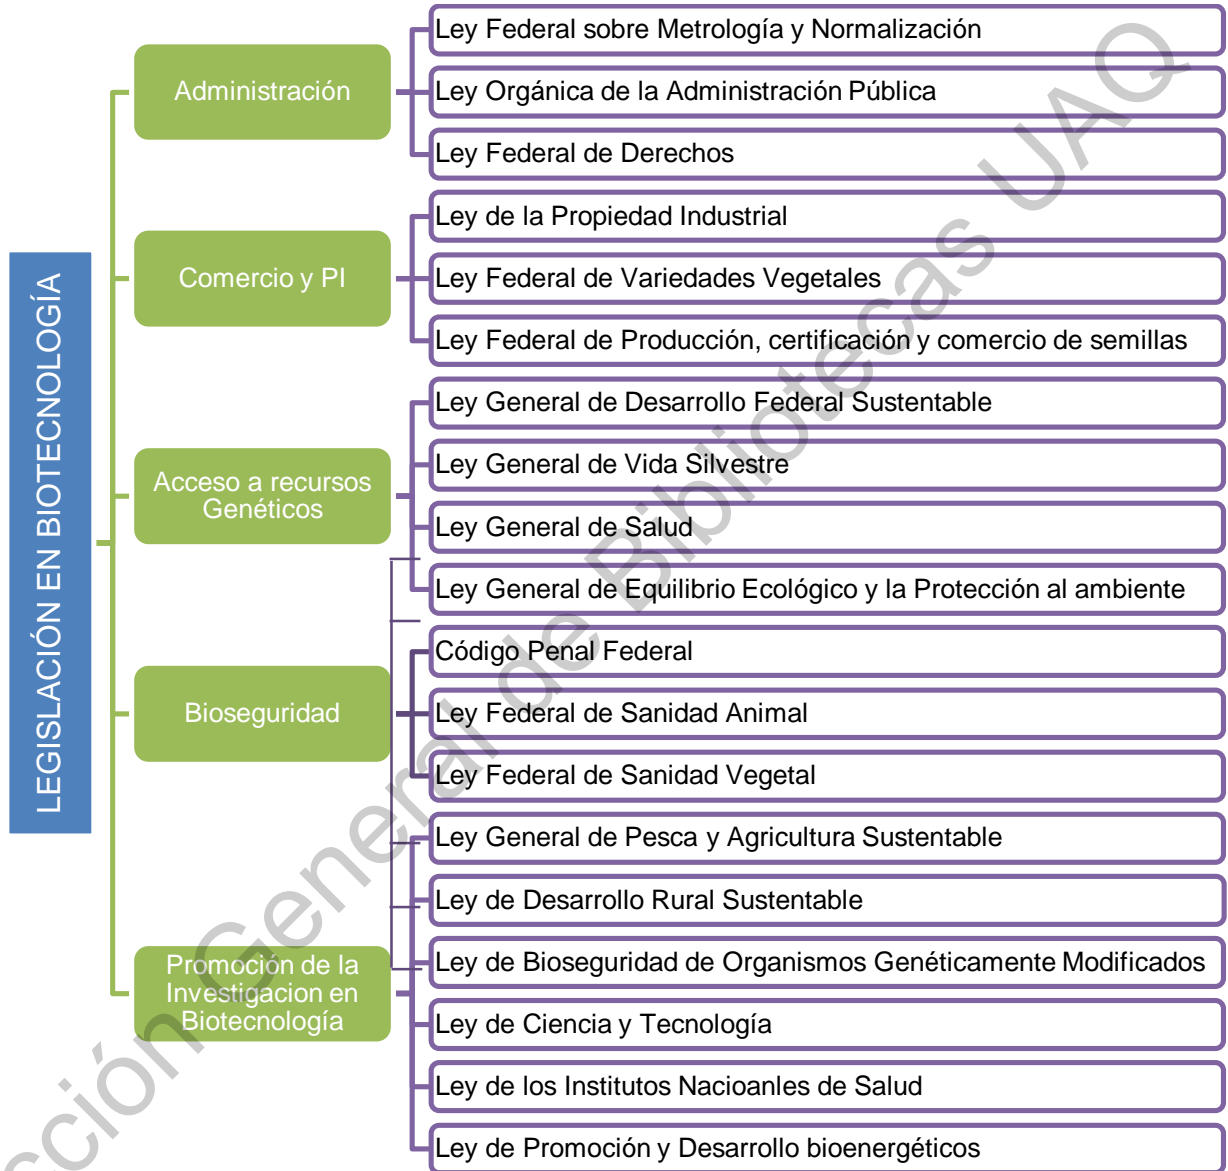 LEGISLACIÓN EN BIOTECNOLOGÍA
Administración
Ley Federal sobre Metrología y Normalización
Ley Orgánica de la Administración Pública
Ley Federal de Derechos
Comercio y PI
Ley de la Propiedad Industrial
Ley Federal de Variedades Vegetales
Ley Federal de Producción, certificación y comercio de semillas
Acceso a recursos
Genéticos
Ley General de Desarrollo Federal Sustentable
Ley General de Vida Silvestre
Ley General de Salud
Ley General de Equilibrio Ecológico y la Protección al ambiente
Bioseguridad
Código Penal Federal
Ley Federal de Sanidad Animal
Ley Federal de Sanidad Vegetal
Promoción de la
Investigacion en
Biotecnología
Ley General de Pesca y Agricultura Sustentable
Ley de Desarrollo Rural Sustentable
Ley de Bioseguridad de Organismos Genéticamente Modificados
Ley de Ciencia y Tecnología
Ley de los Institutos Nacioanles de Salud
Ley de Promoción y Desarrollo bioenergéticos
cción General de Bibliotecas UAQ